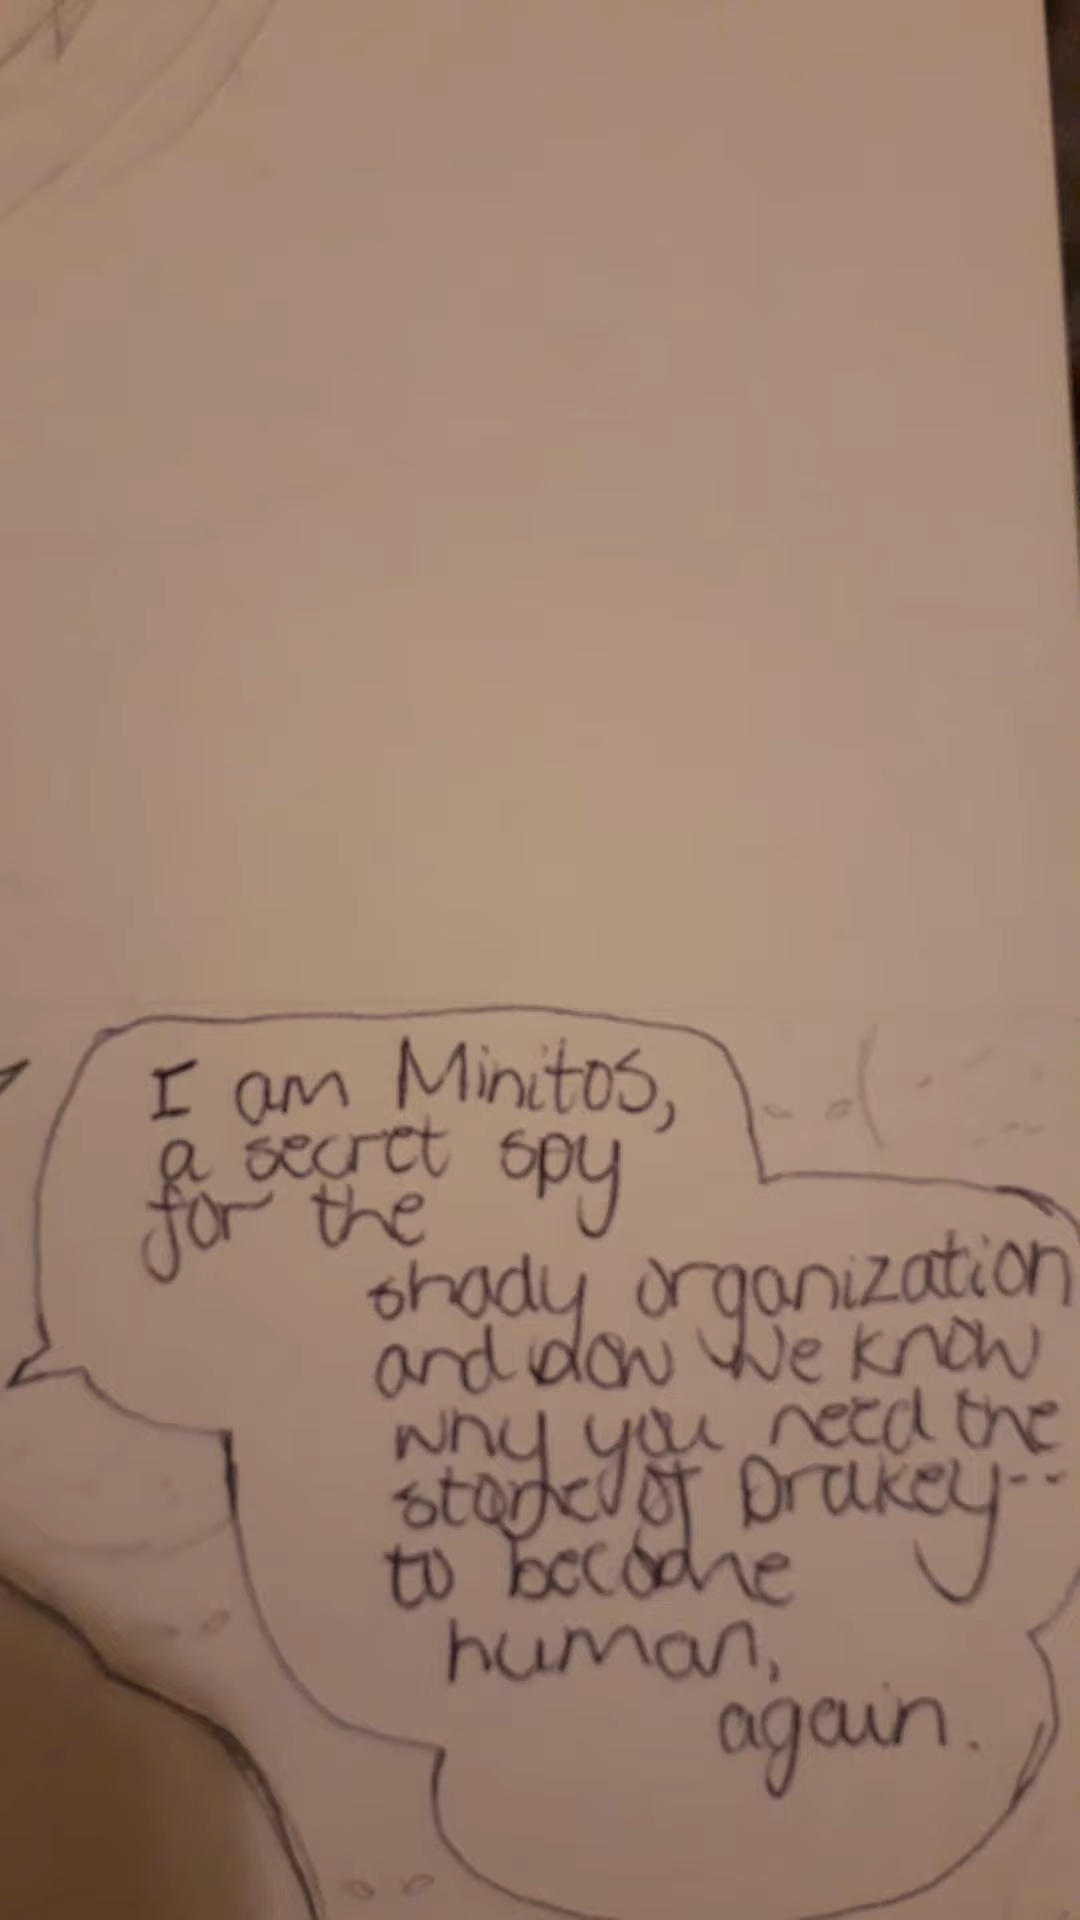 I am Minitos,
a secret spy
for the
shady organization
and now we know
why you need the
stone of Drakey--
to become
human,
again.